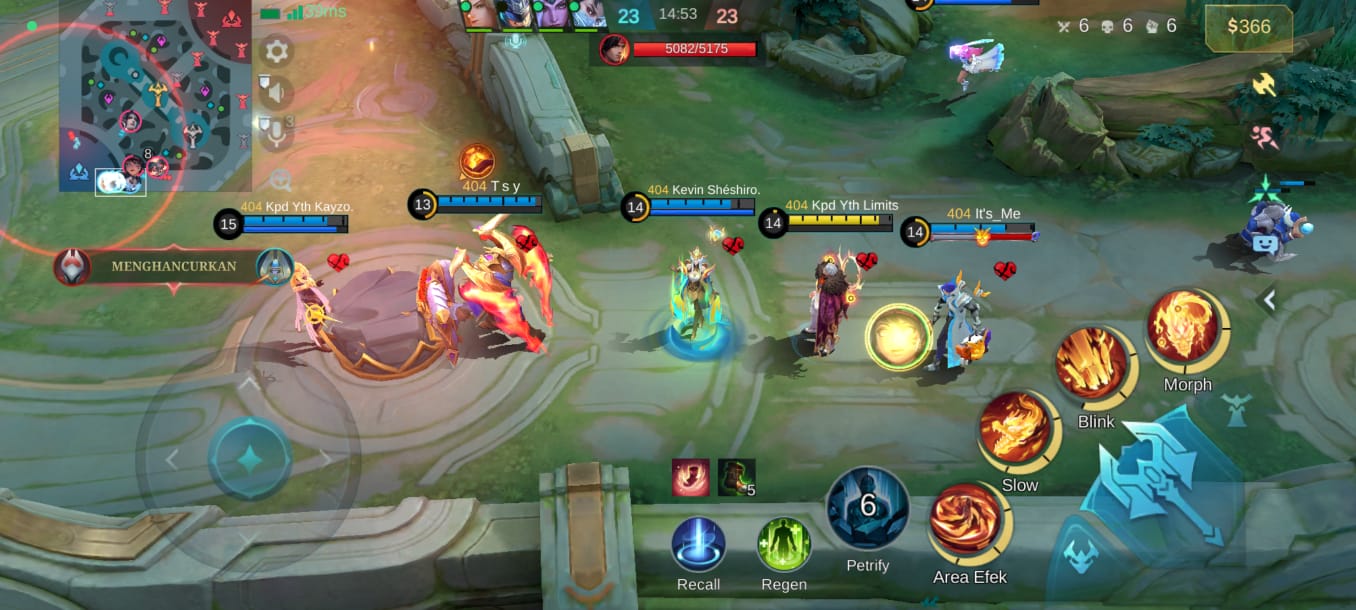 39ms
23 14:53 23
6 6 6
$366
5082/5175
3
8
404 Kpd Yth Kayzo.
15
404 Tsy
13
404 Kevin Shéshiro.
14
404 Kpd Yth Limits
14
404 It's_Me
14
MENGHANCURKAN
Morph
Blink
Slow
5
6
Recall
Regen
Petrify
Area Efek